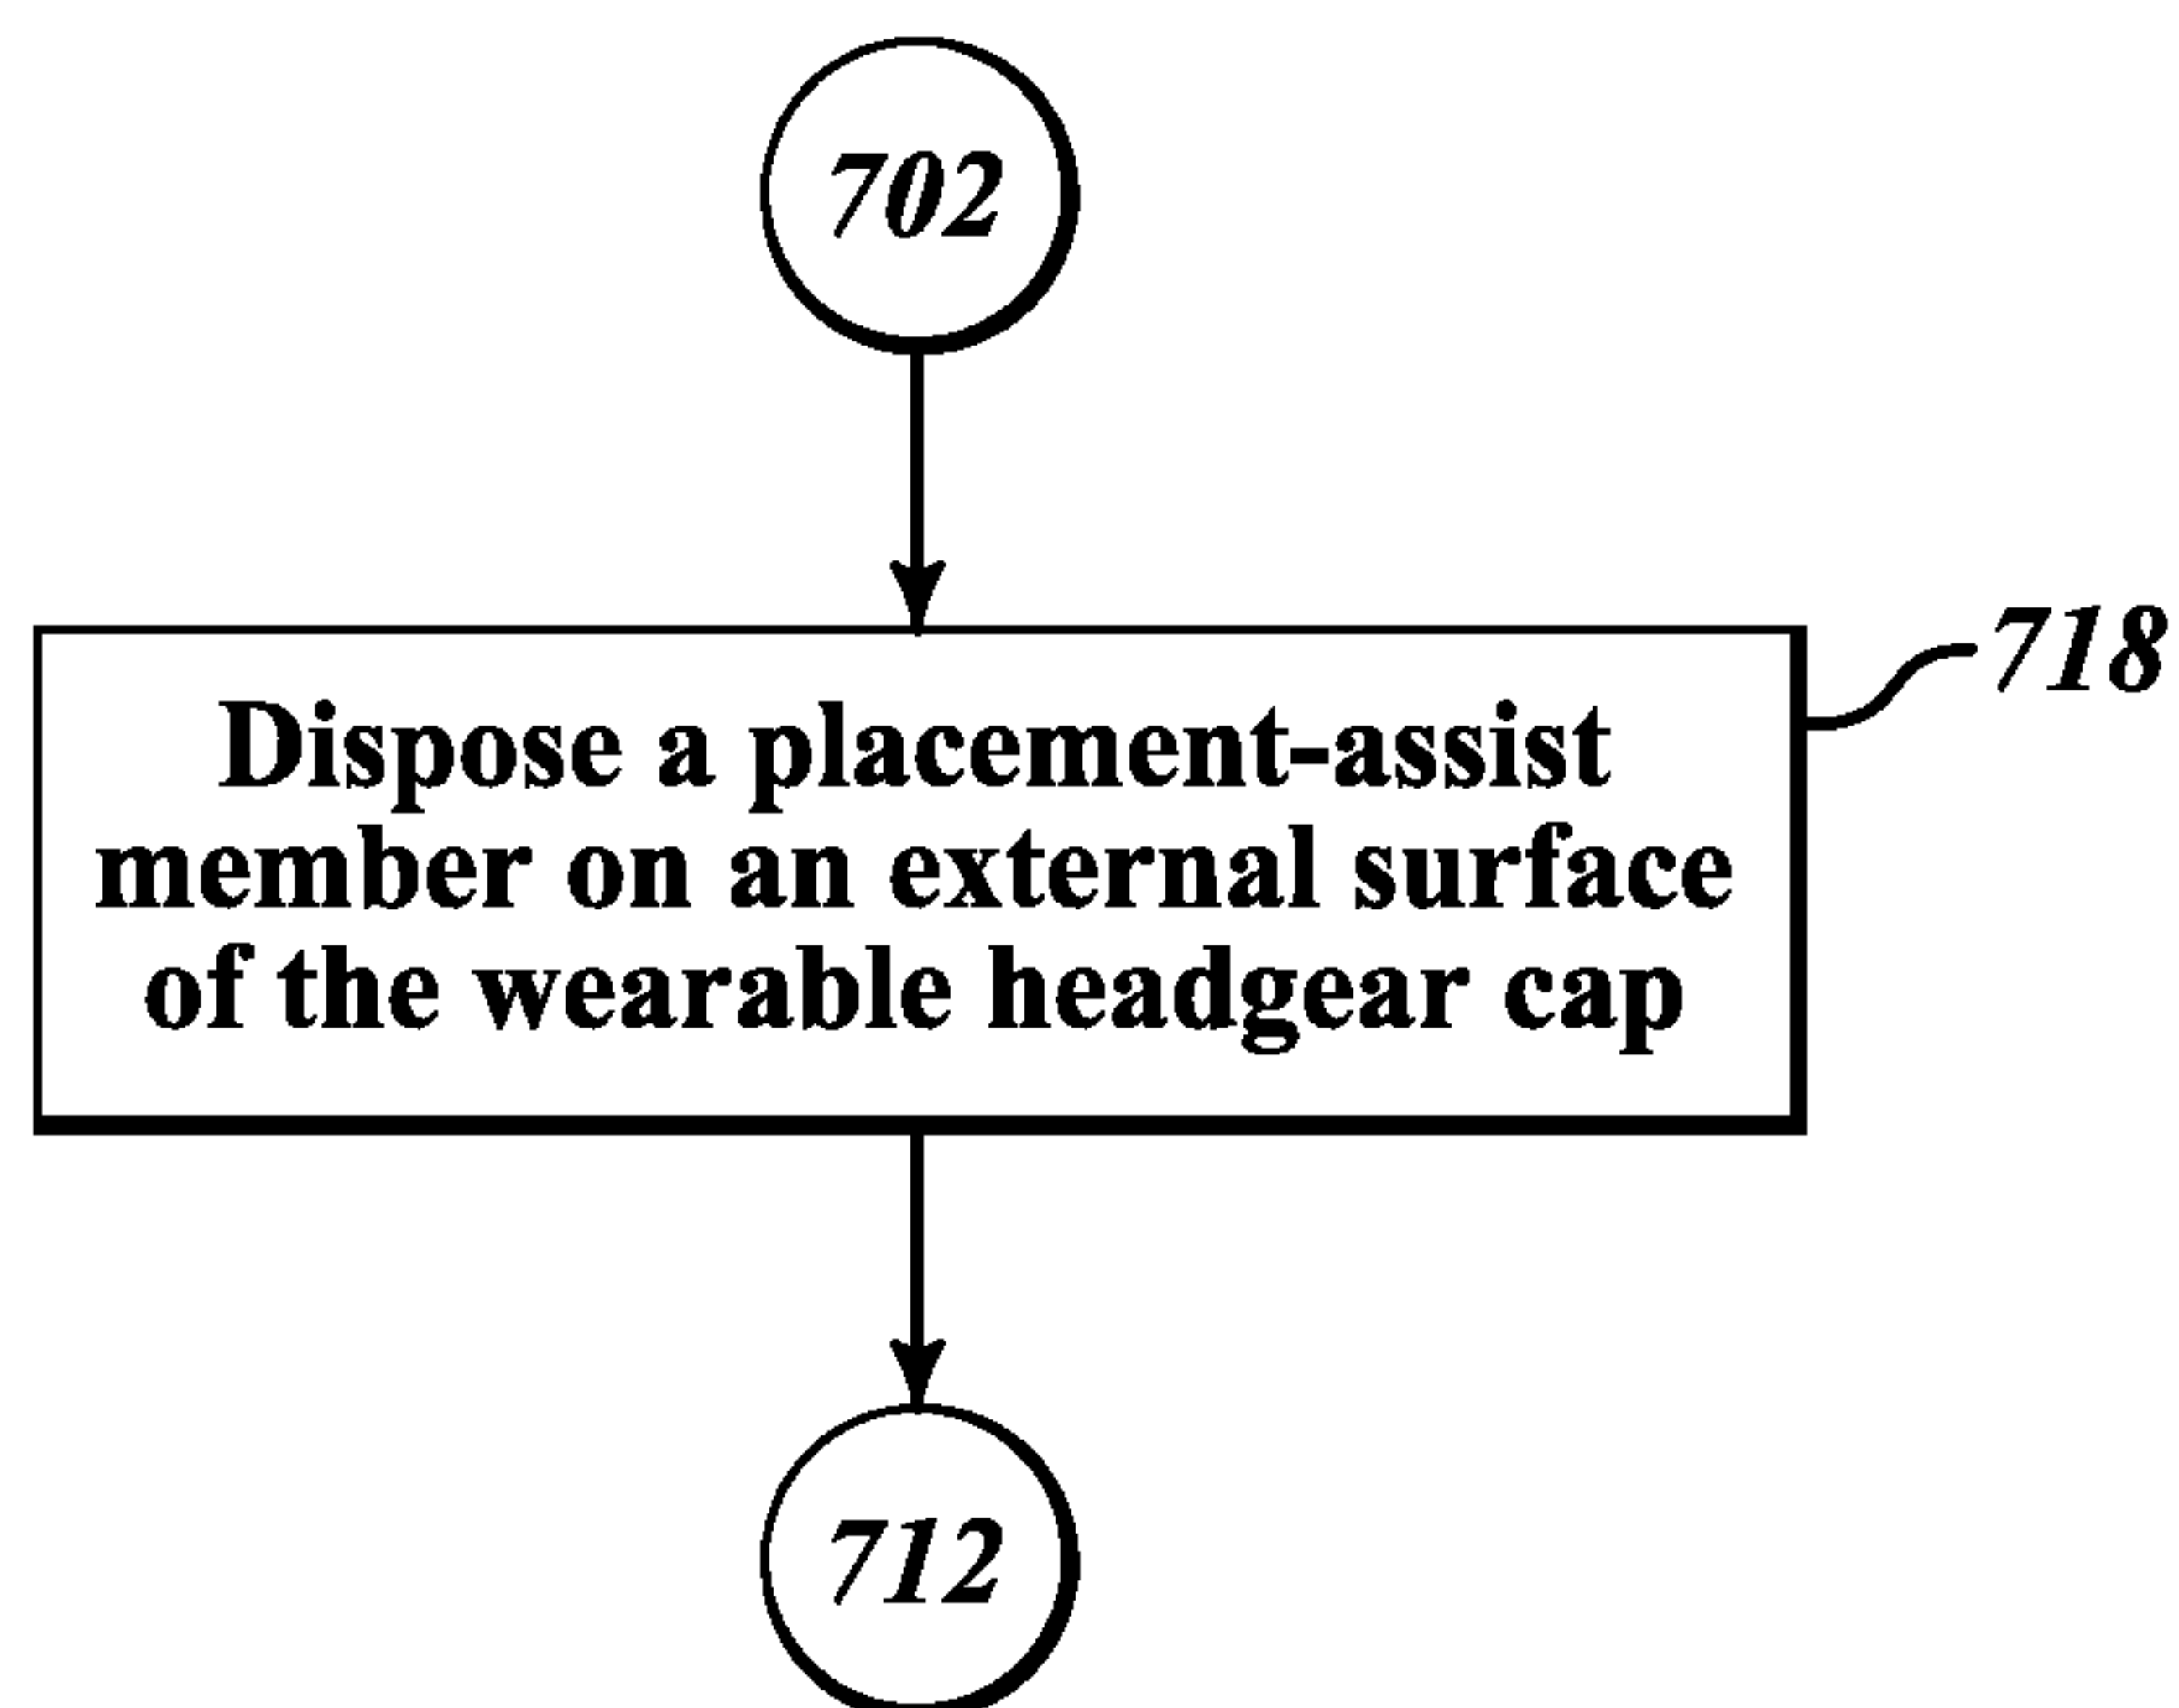 702
718
Dispose a placement-assist
member on an external surface
of the wearable headgear cap
712